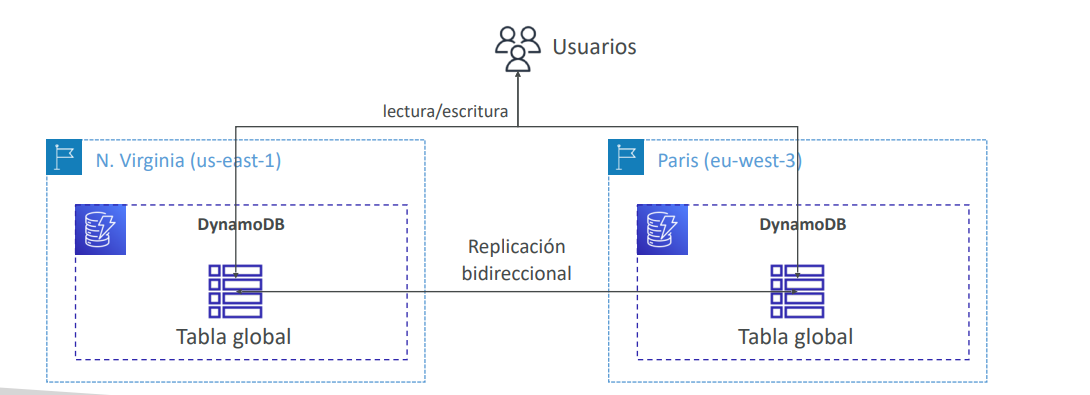 Usuarios
lectura/escritura
N. Virginia (us-east-1)
Paris (eu-west-3)
DynamoDB
DynamoDB
Replicación
bidireccional
Tabla global
Tabla global